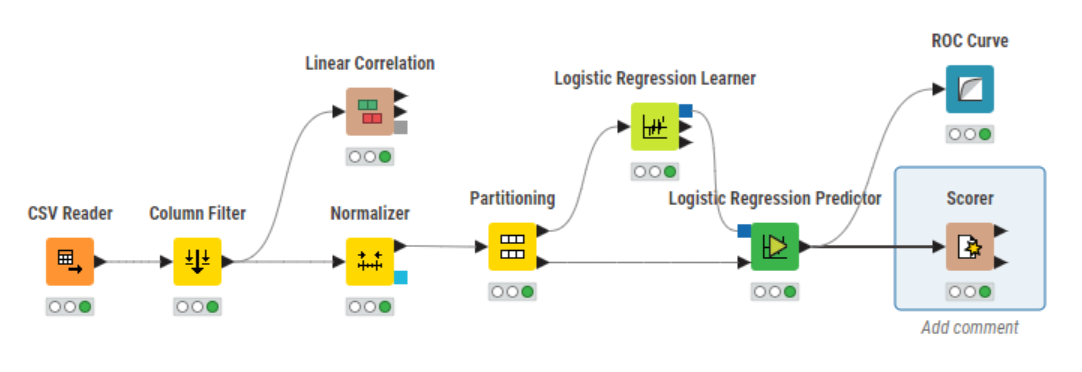 ROC Curve
Linear Correlation
Logistic Regression Learner
CSV Reader
Column Filter
Normalizer
Partitioning
Logistic Regression Predictor
Scorer
Add comment